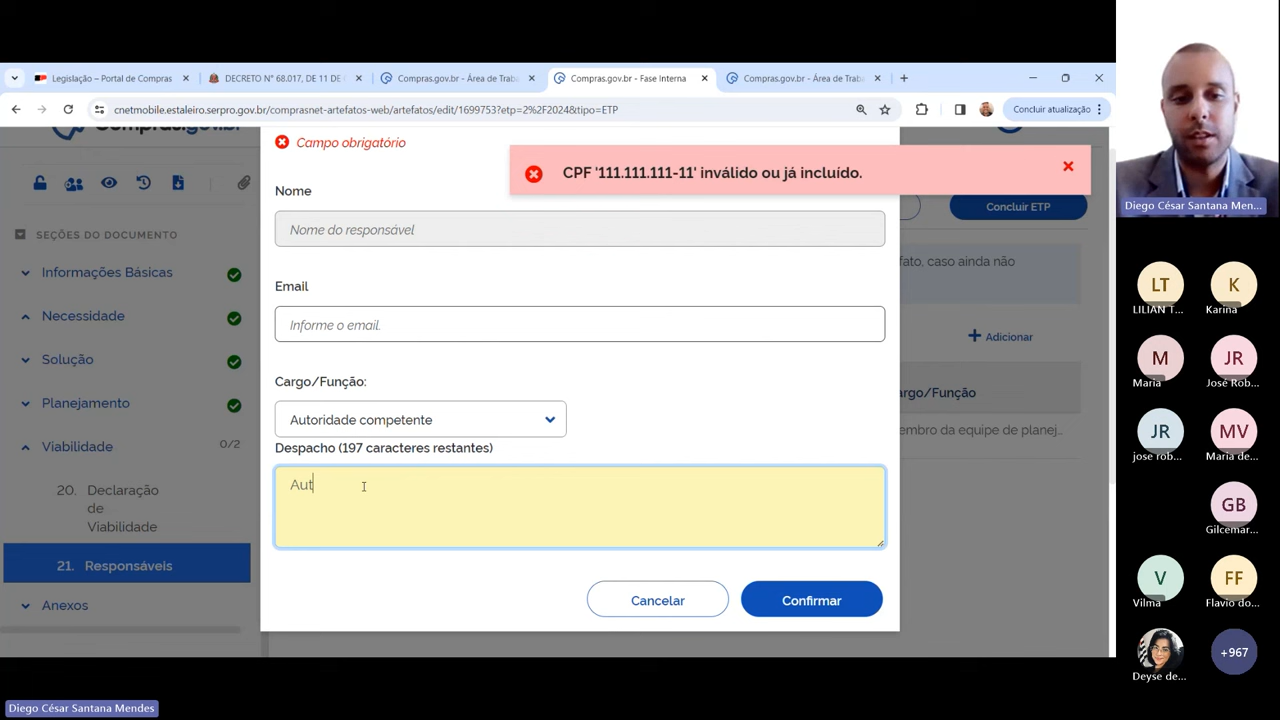 Legislação – Portal de Compras
DECRETO N° 68.017, DE 11 DE
Compras.gov.br - Área de Trab
Compras.gov.br - Fase Interna
Compras.gov.br - Área de Trab
cnetmobile.estaleiro.serpro.gov.br/comprasnet-artefatos-web/artefatos/edit/1699753?etp=2%2F2024&tipo=ETP
Concluir atualização
Compras.gov.br
Campo obrigatório
CPF '111.111.111-11' inválido ou já incluído.
Nome
Nome do responsável
Concluir ETP
SEÇÕES DO DOCUMENTO
Informações Básicas
fato, caso ainda não
Email
Necessidade
Informe o email.
Adicionar
Solução
Cargo/Função:
argo/Função
Planejamento
Autoridade competente
embro da equipe de planej...
Viabilidade 0/2
Despacho (197 caracteres restantes)
Aut
20. Declaração
de
Viabilidade
21. Responsáveis
Anexos
Cancelar
Confirmar
Diego César Santana Men...
LT
LILIAN T...
K
Karina
M
Maria
JR
José Rob...
JR
jose rob...
MV
Maria de...
GB
Gilcemar...
V
Vilma
FF
Flavio do...
Deyse de...
+967
Diego César Santana Mendes